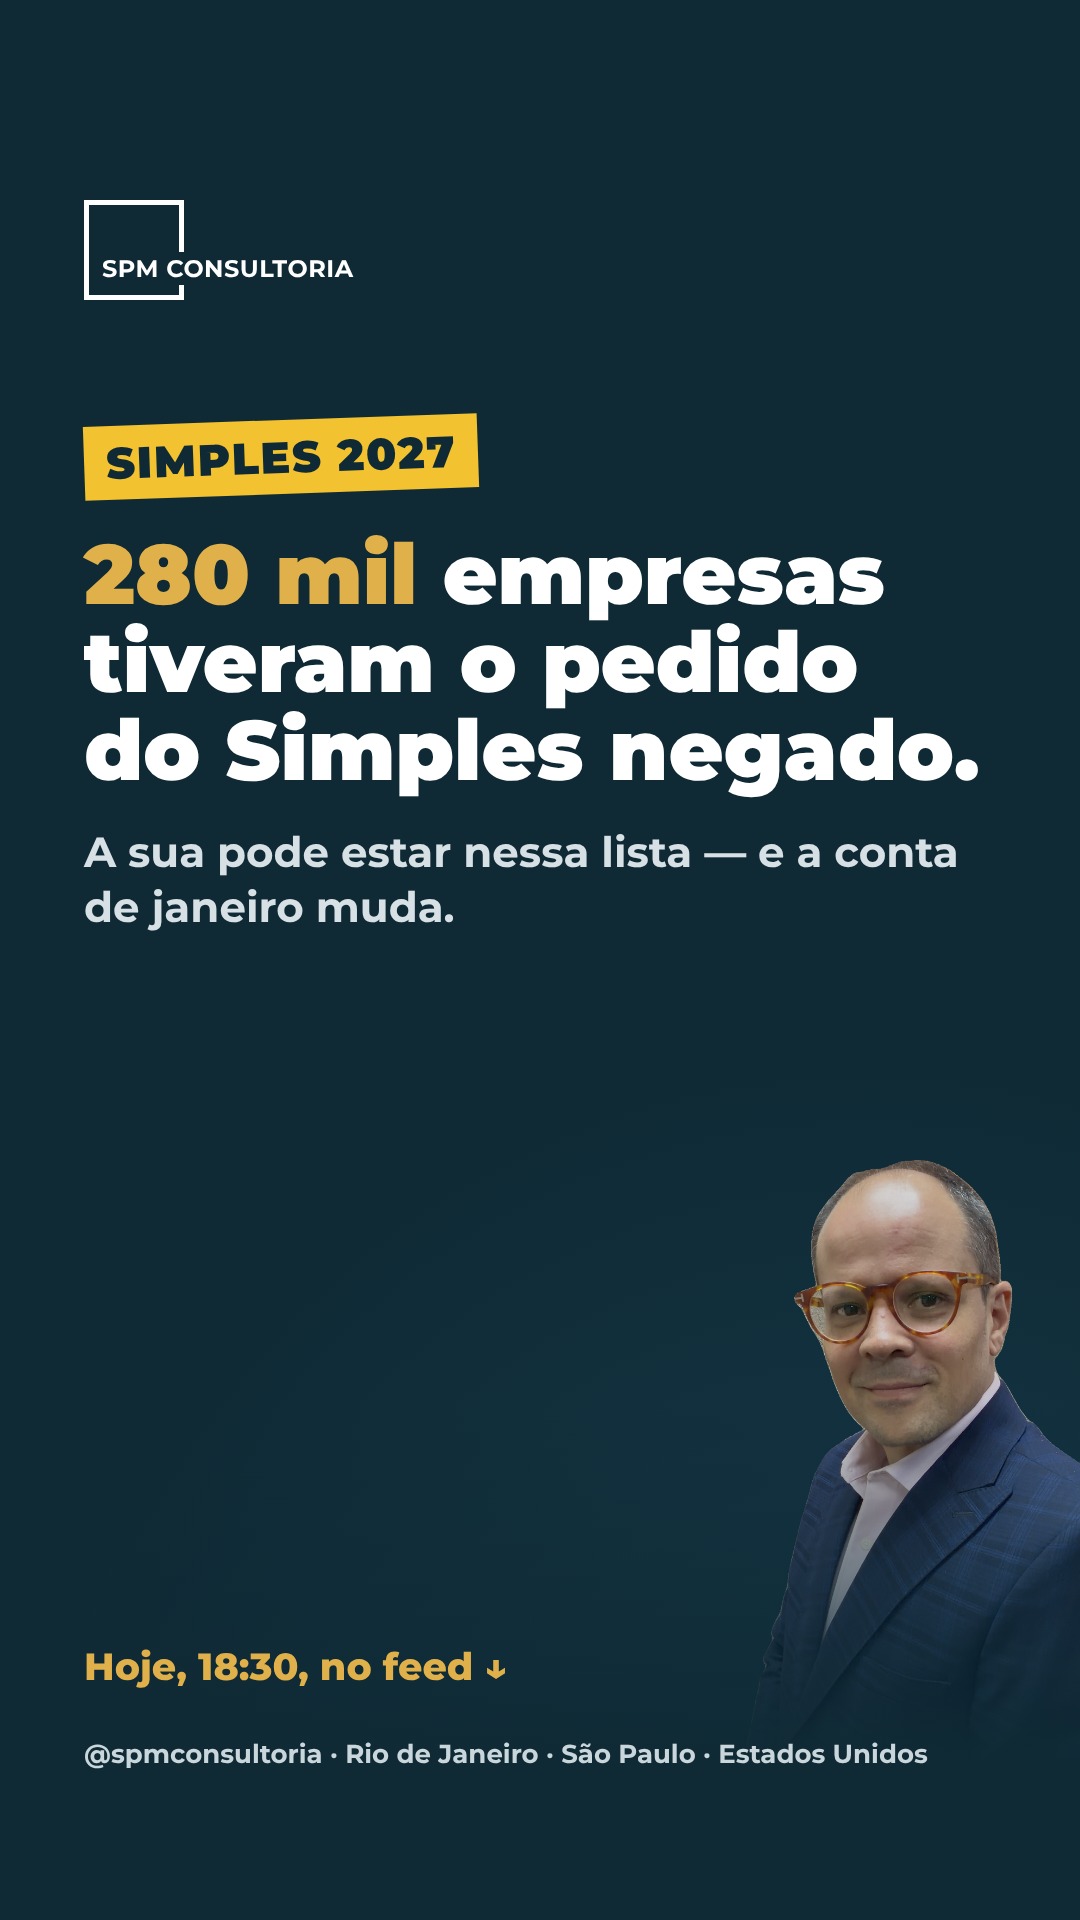 SPM CONSULTORIA
SIMPLES 2027
280 mil empresas
tiveram o pedido
do Simples negado.
A sua pode estar nessa lista — e a conta
de janeiro muda.
Hoje, 18:30, no feed ↓
@spmconsultoria · Rio de Janeiro · São Paulo · Estados Unidos